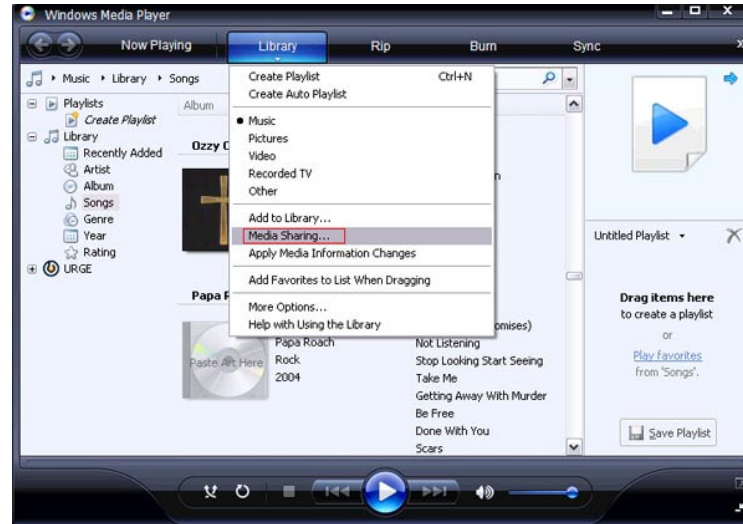 Windows Media Player
Now Playing Library Rip Burn Sync
Music Library Songs
Playlists
Create Playlist
Library
Recently Added
Artist
Album
Songs
Genre
Year
Rating
URGE
Album
Ozzy
Papa
Paste Art Here
Create Playlist Ctrl+N
Create Auto Playlist
Music
Pictures
Video
Recorded TV
Other
Add to Library...
Media Sharing...
Apply Media Information Changes
Add Favorites to List When Dragging
More Options...
Help with Using the Library
Papa Roach
Rock
2004
omises)
Not Listening
Stop Looking Start Seeing
Take Me
Getting Away With Murder
Be Free
Done With You
Scars
Untitled Playlist
Drag items here
to create a playlist
or
Play favorites
from 'Songs'.
Save Playlist